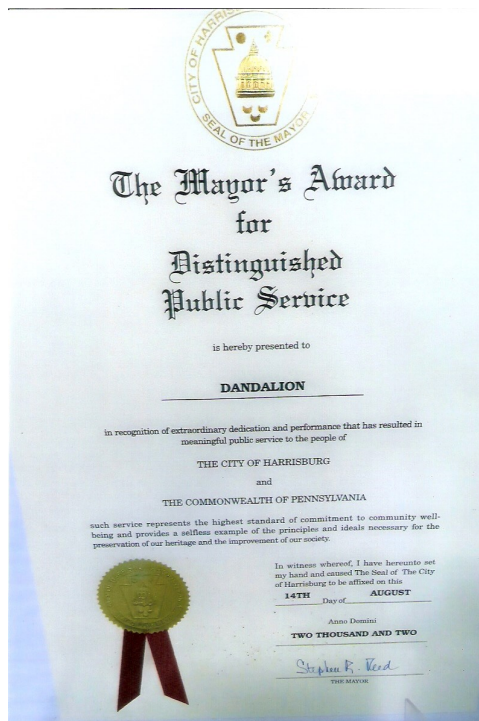 CITY OF HARRIS
SEAL OF THE MAYOR
The Mayor's Award
for
Distinguished
Public Service
is hereby presented to
DANDALION
in recognition of extraordinary dedication and performance that has resulted in
meaningful public service to the people of
THE CITY OF HARRISBURG
and
THE COMMONWEALTH OF PENNSYLVANIA
such service represents the highest standard of commitment to community well-
being and provides a selfless example of the principles and ideals necessary for the
preservation of our heritage and the improvement of our society.
In witness whereof, I have hereunto set
my hand and caused The Seal of The City
of Harrisburg to be affixed on this
14TH Day of AUGUST
Anno Domini
TWO THOUSAND AND TWO
Stephen R. Reed
THE MAYOR